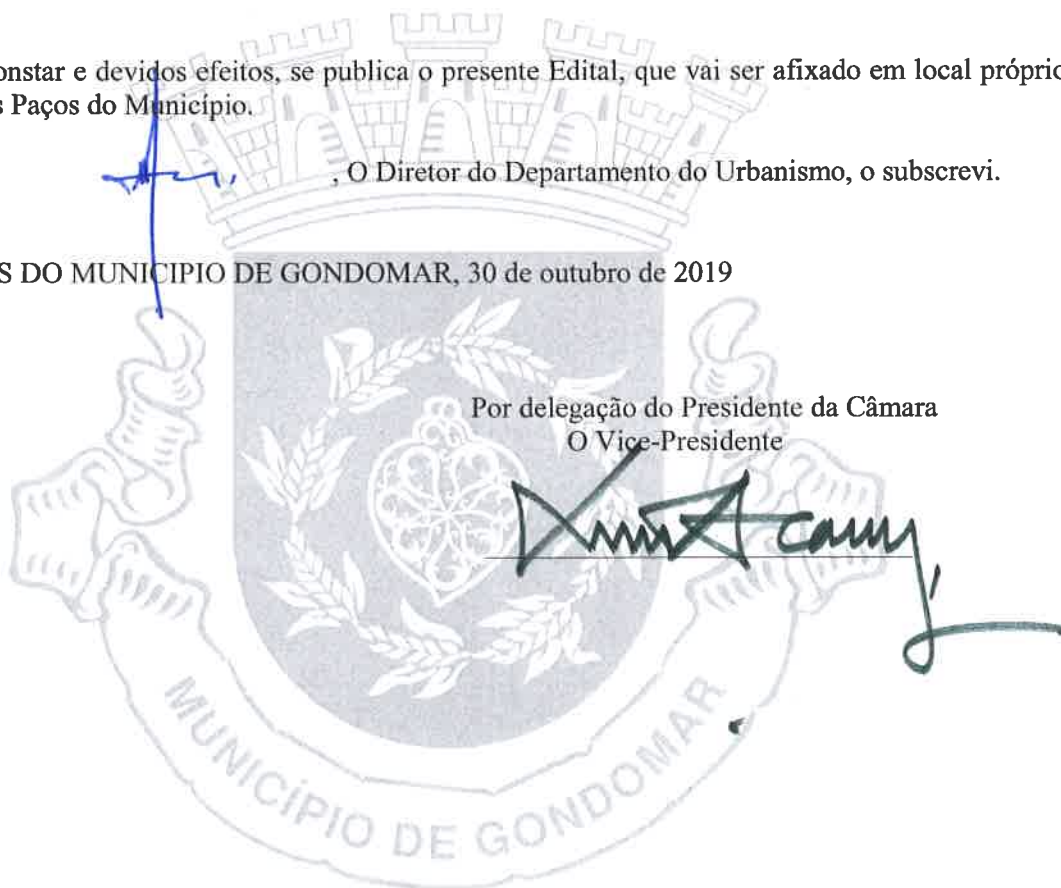 onstar e devidos efeitos, se publica o presente Edital, que vai ser afixado em local próprio
s Paços do Município.
, O Diretor do Departamento do Urbanismo, o subscrevi.
S DO MUNICIPIO DE GONDOMAR, 30 de outubro de 2019
Por delegação do Presidente da Câmara
O Vice-Presidente
MUNICÍPIO DE GONDOMAR